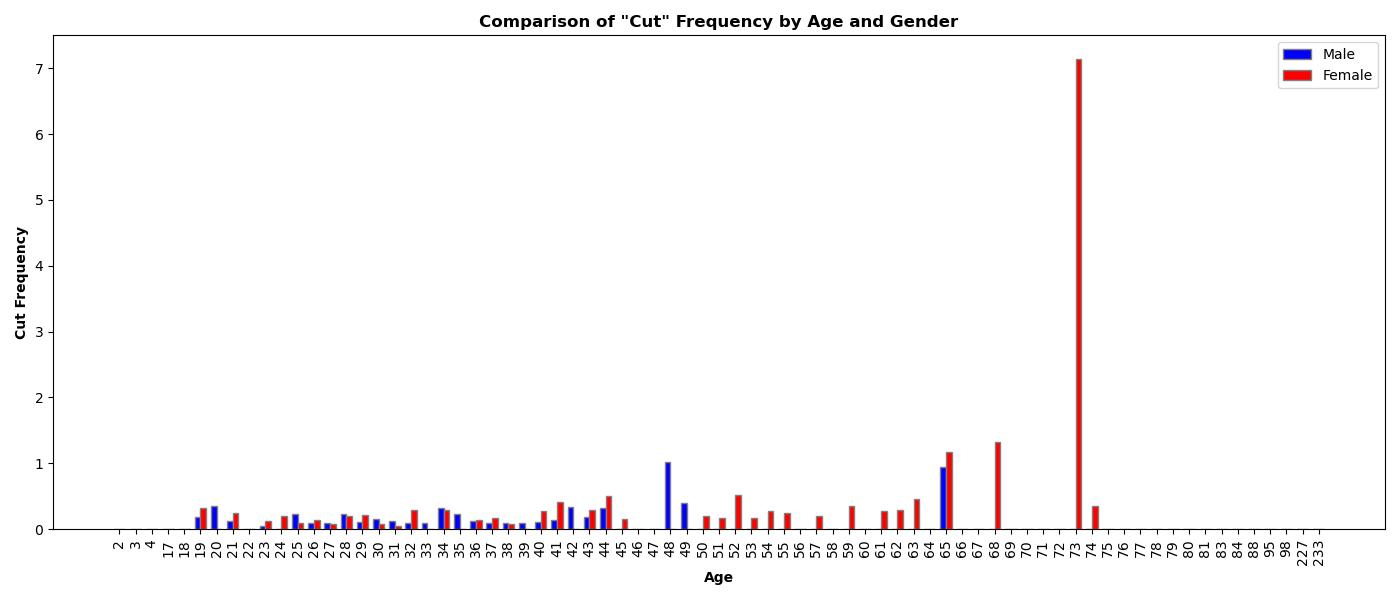 Comparison of "Cut" Frequency by Age and Gender
Male
Female
Cut Frequency
7
6
5
4
3
2
1
0
2 3 4 17 18 19 20 21 22 23 24 25 26 27 28 29 30 31 32 33 34 35 36 37 38 39 40 41 42 43 44 45 46 47 48 49 50 51 52 53 54 55 56 57 58 59 60 61 62 63 64 65 66 67 68 69 70 71 72 73 74 75 76 77 78 79 80 81 83 84 88 95 98 227 233
Age